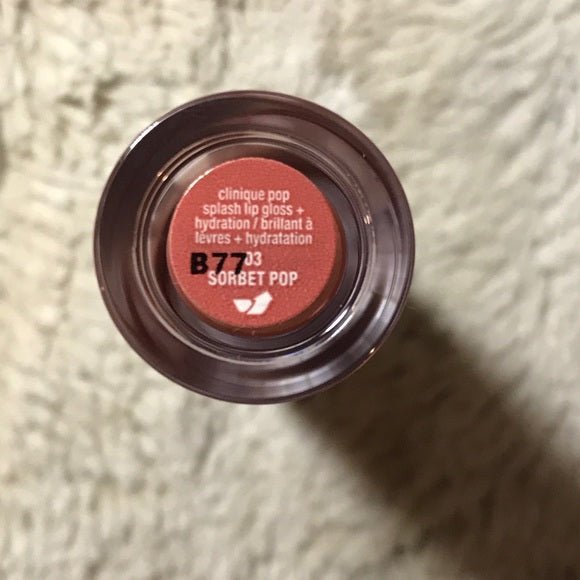 clinique pop
splash lip gloss +
hydration / brillant à
lèvres + hydratation
B77 03
SORBET POP